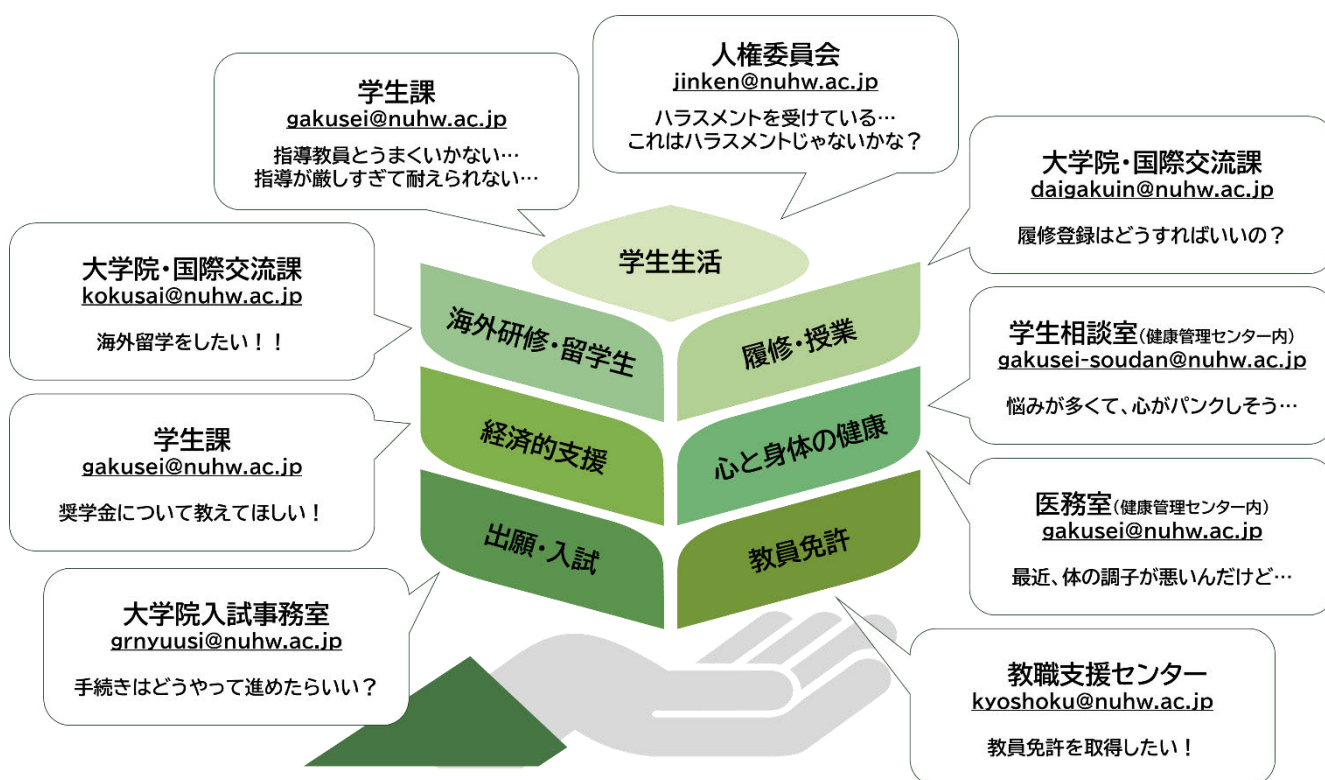 人権委員会
jinken@nuhw.ac.jp
ハラスメントを受けている…
これはハラスメントじゃないかな？
学生課
gakusei@nuhw.ac.jp
指導教員とうまくいかない…
指導が厳しすぎて耐えられない…
大学院・国際交流課
daigakuin@nuhw.ac.jp
履修登録はどうすればいいの？
大学院・国際交流課
kokusai@nuhw.ac.jp
海外留学をしたい！！
学生相談室(健康管理センター内)
gakusei-soudan@nuhw.ac.jp
悩みが多くて、心がパンクしそう…
学生課
gakusei@nuhw.ac.jp
奨学金について教えてほしい！
医務室(健康管理センター内)
gakusei@nuhw.ac.jp
最近、体の調子が悪いんだけど…
大学院入試事務室
grnyuusi@nuhw.ac.jp
手続きはどうやって進めたらいい？
教職支援センター
kyoshoku@nuhw.ac.jp
教員免許を取得したい！
学生生活
海外研修・留学生
履修・授業
経済的支援
心と身体の健康
出願・入試
教員免許